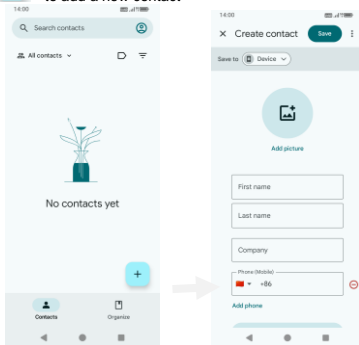 to add a new contact
14:00
Search contacts
All contacts
No contacts yet
Contacts
Organize
14:00
Create contact
Save
Save to
Device
Add picture
First name
Last name
Company
Phone (Mobile)
+86
Add phone